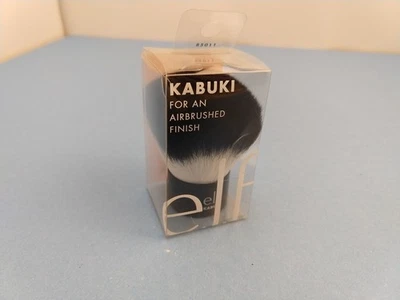 KABUKI
FOR AN
AIRBRUSHED
FINISH
e.l.f